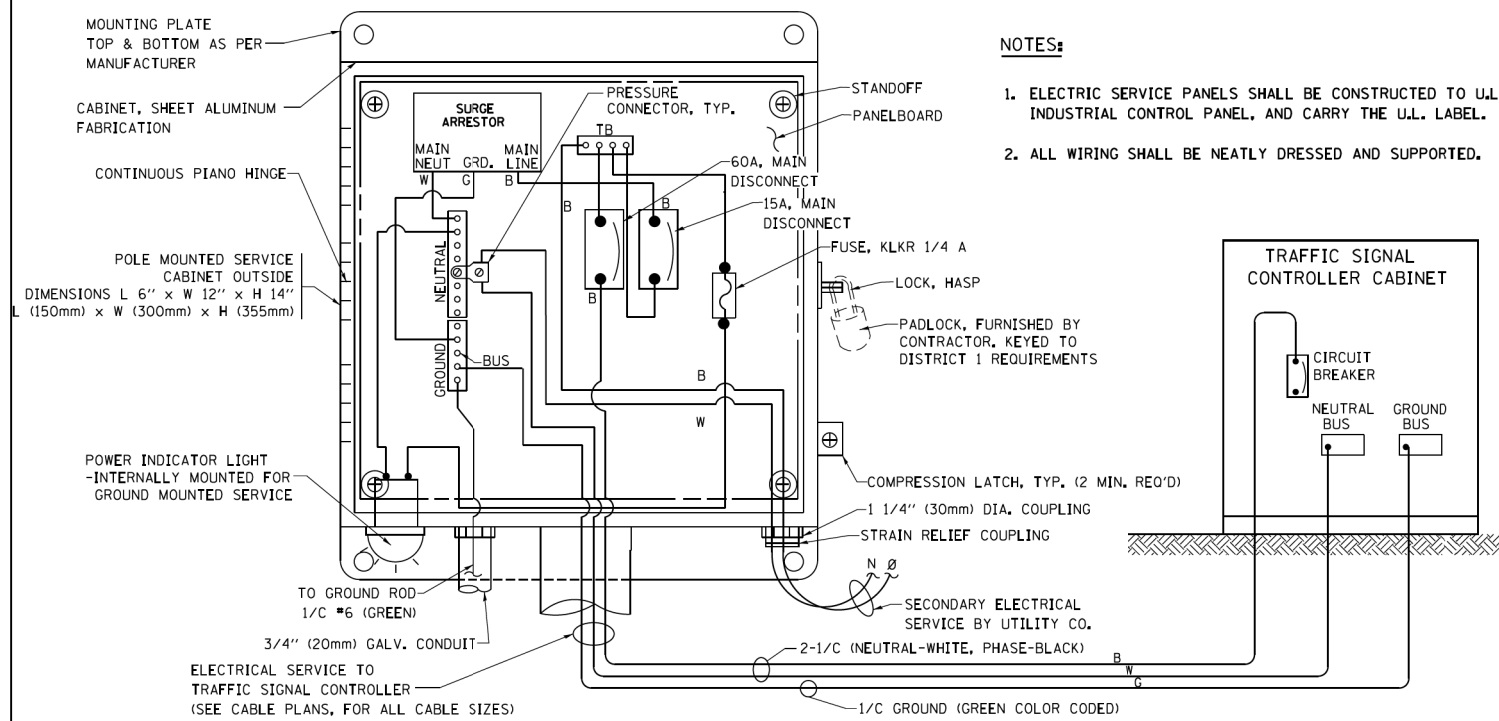 MOUNTING PLATE
TOP & BOTTOM AS PER
MANUFACTURER
CABINET, SHEET ALUMINUM
FABRICATION
CONTINUOUS PIANO HINGE
POLE MOUNTED SERVICE
CABINET OUTSIDE
DIMENSIONS L 6'' x W 12'' x H 14''
L (150mm) x W (300mm) x H (355mm)
POWER INDICATOR LIGHT
-INTERNALLY MOUNTED FOR
GROUND MOUNTED SERVICE
SURGE
ARRESTOR
MAIN
NEUT
GRD.
MAIN
LINE
W
G
B
PRESSURE
CONNECTOR, TYP.
TB
B
B
B
NEUTRAL
GROUND
BUS
B
W
STANDOFF
PANELBOARD
60A, MAIN
DISCONNECT
15A, MAIN
DISCONNECT
FUSE, KLKR 1/4 A
LOCK, HASP
PADLOCK, FURNISHED BY
CONTRACTOR. KEYED TO
DISTRICT 1 REQUIREMENTS
COMPRESSION LATCH, TYP. (2 MIN. REQ'D)
1 1/4'' (30mm) DIA. COUPLING
STRAIN RELIEF COUPLING
N Ø
SECONDARY ELECTRICAL
SERVICE BY UTILITY CO.
TO GROUND ROD
1/C #6 (GREEN)
3/4'' (20mm) GALV. CONDUIT
ELECTRICAL SERVICE TO
TRAFFIC SIGNAL CONTROLLER
(SEE CABLE PLANS, FOR ALL CABLE SIZES)
2-1/C (NEUTRAL-WHITE, PHASE-BLACK)
B
W
G
1/C GROUND (GREEN COLOR CODED)
NOTES:
1. ELECTRIC SERVICE PANELS SHALL BE CONSTRUCTED TO U.L
INDUSTRIAL CONTROL PANEL, AND CARRY THE U.L. LABEL.
2. ALL WIRING SHALL BE NEATLY DRESSED AND SUPPORTED.
TRAFFIC SIGNAL
CONTROLLER CABINET
CIRCUIT
BREAKER
NEUTRAL
BUS
GROUND
BUS